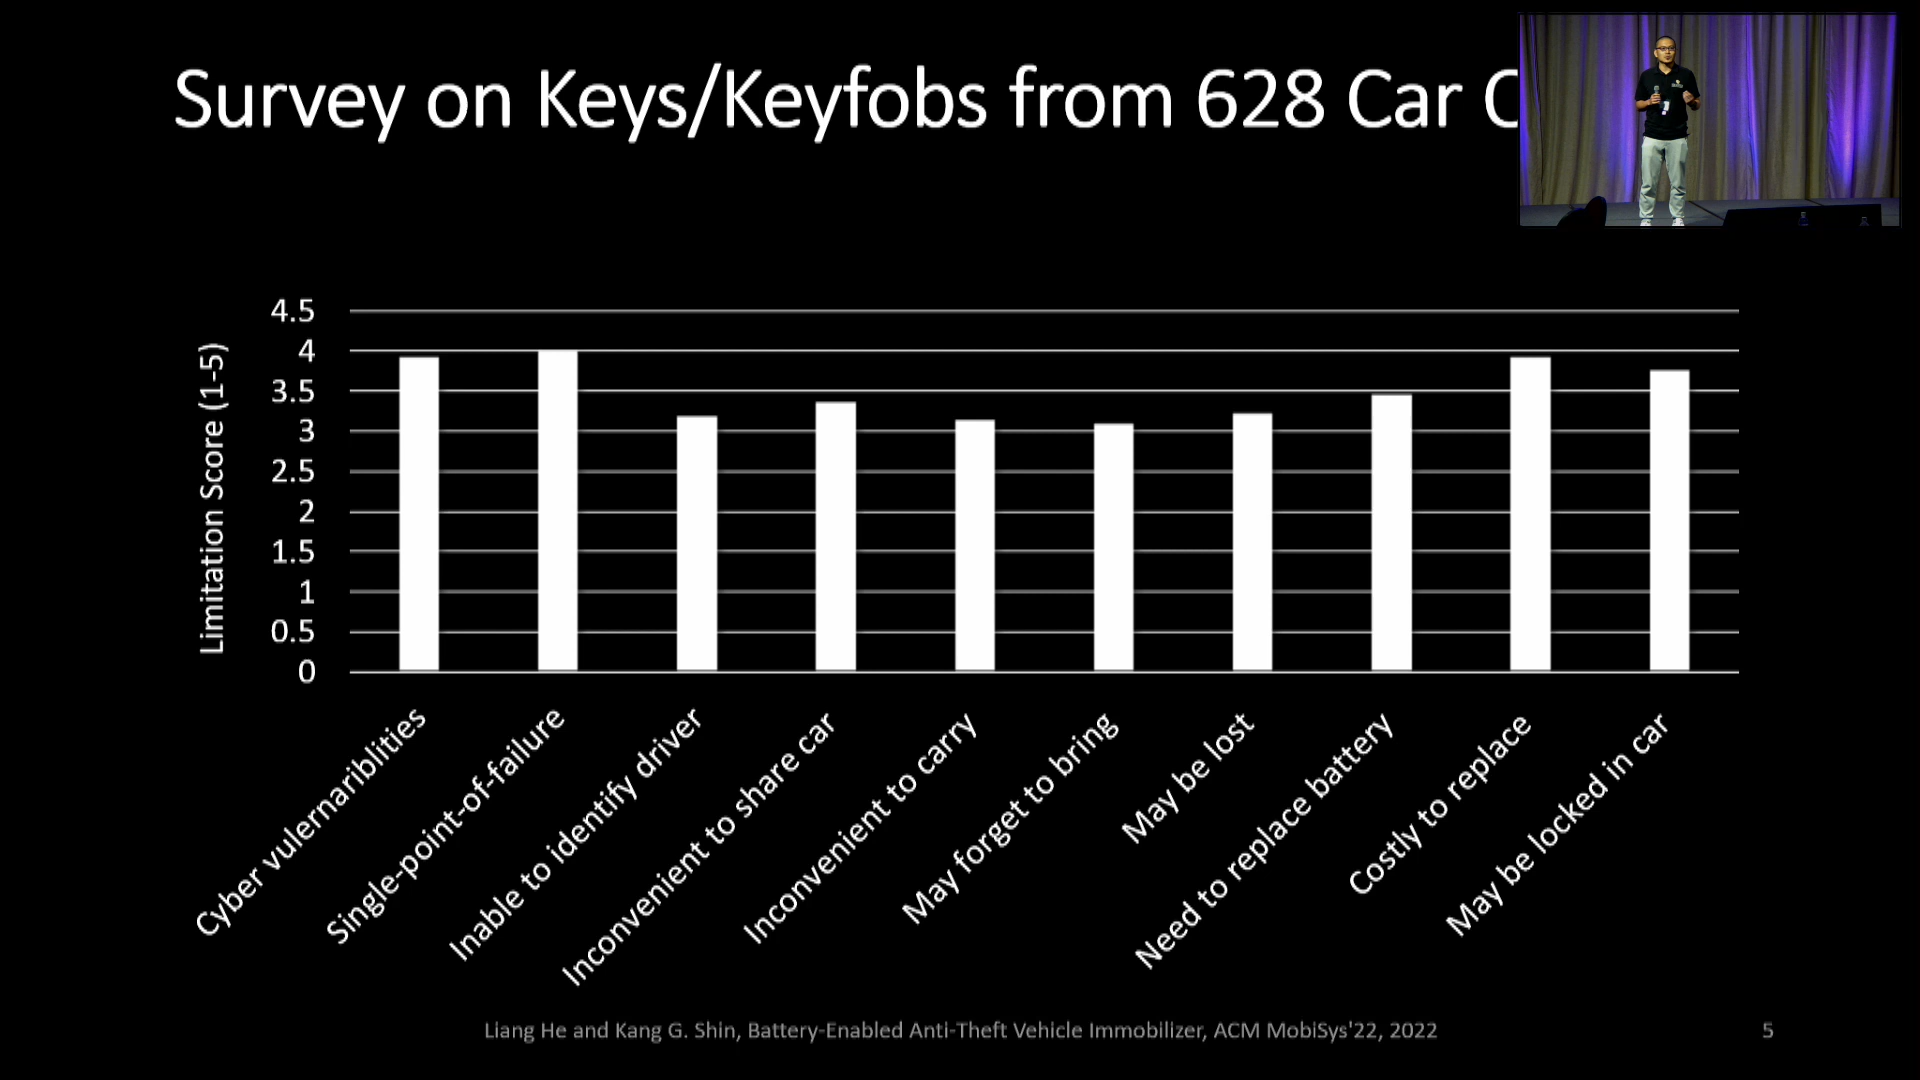 Survey on Keys/Keyfobs from 628 Car
Limitation Score (1-5)
4.5
4
3.5
3
2.5
2
1.5
1
0.5
0
Cyber vulernariblities
Single-point-of-failure
Inable to identify driver
Inconvenient to share car
Inconvenient to carry
May forget to bring
May be lost
Need to replace battery
Costly to replace
May be locked in car
Liang He and Kang G. Shin, Battery-Enabled Anti-Theft Vehicle Immobilizer, ACM MobiSys'22, 2022
5